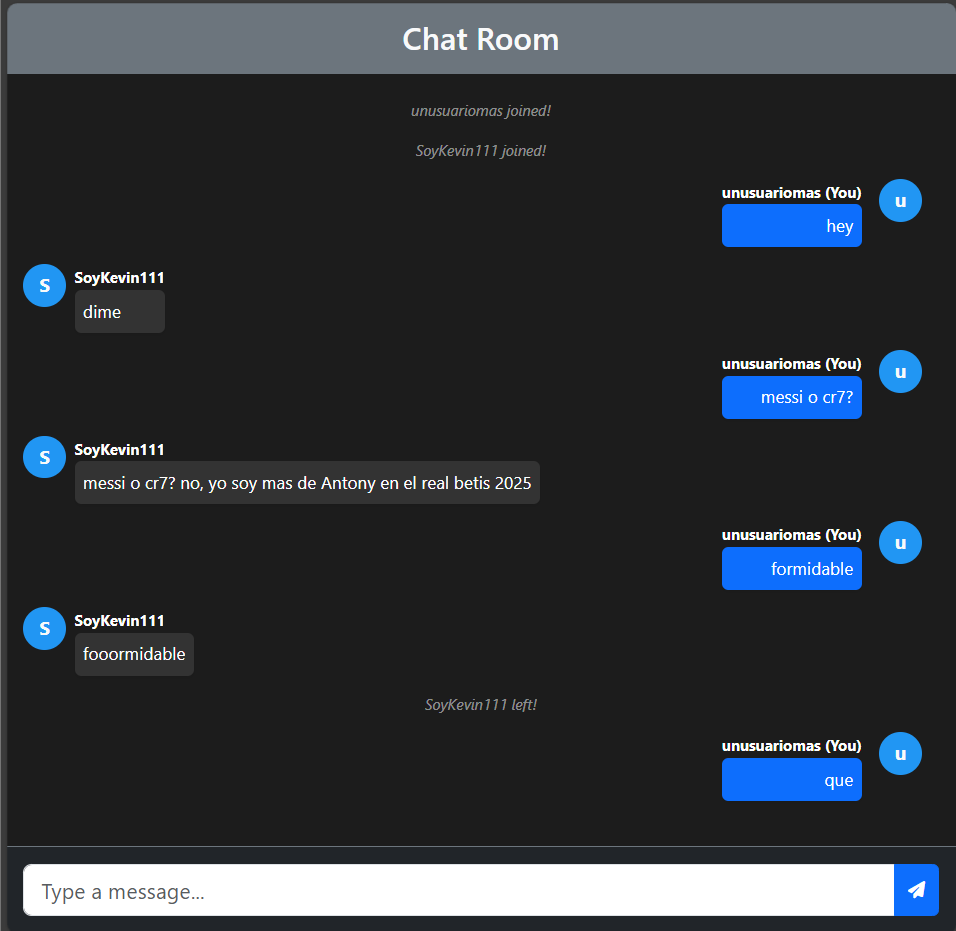 Chat Room
unusuariomas joined!
SoyKevin111 joined!
unusuariomas (You)
u
hey
S
SoyKevin111
dime
unusuariomas (You)
u
messi o cr7?
S
SoyKevin111
messi o cr7? no, yo soy mas de Antony en el real betis 2025
unusuariomas (You)
u
formidable
S
SoyKevin111
fooormidable
SoyKevin111 left!
unusuariomas (You)
u
que
Type a message...